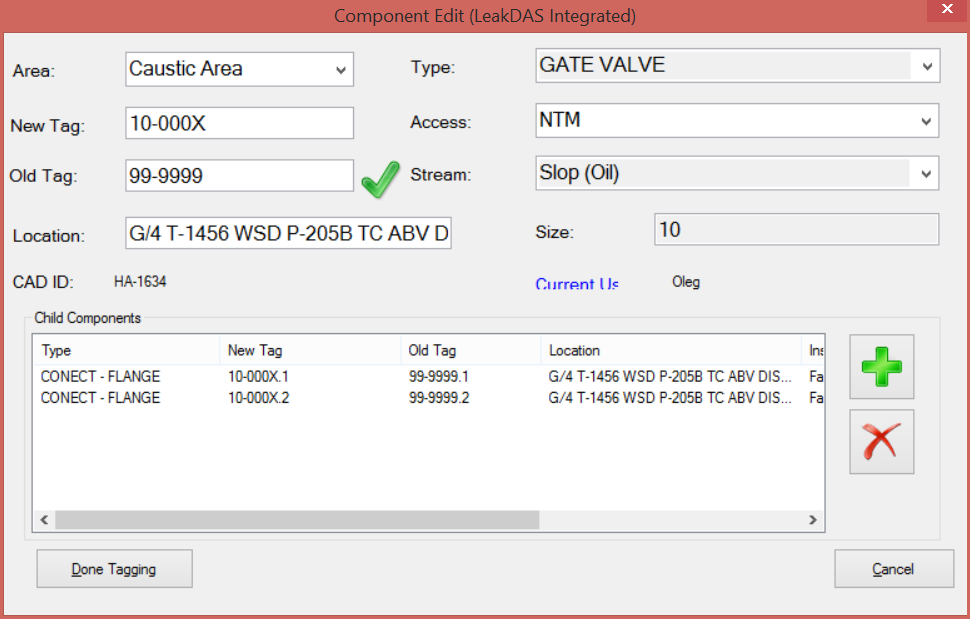 Component Edit (LeakDAS Integrated)
Area: Caustic Area Type: GATE VALVE
New Tag: 10-000X Access: NTM
Old Tag: 99-9999 Stream: Slop (Oil)
Location: G/4 T-1456 WSD P-205B TC ABV D Size: 10
CAD ID: HA-1634 Current Us Oleg
Child Components
Type New Tag Old Tag Location Ins
CONECT - FLANGE 10-000X.1 99-9999.1 G/4 T-1456 WSD P-205B TC ABV DIS... Fa
CONECT - FLANGE 10-000X.2 99-9999.2 G/4 T-1456 WSD P-205B TC ABV DIS... Fa
Done Tagging Cancel